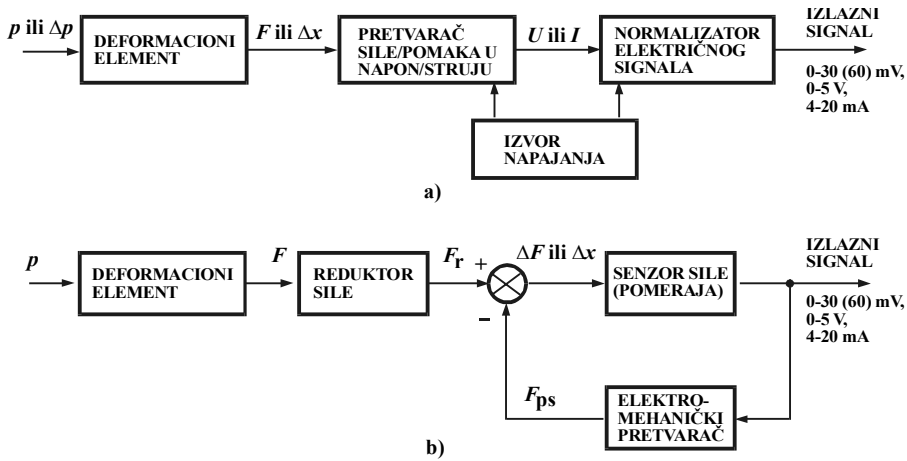 p ili Δp
DEFORMACIONI
ELEMENT
F ili Δx
PRETVARAČ
SILE/POMAKA U
NAPON/STRUJU
U ili I
NORMALIZATOR
ELEKTRIČNOG
SIGNALA
IZLAZNI
SIGNAL
0-30 (60) mV,
0-5 V,
4-20 mA
IZVOR
NAPAJANJA
a)
p
DEFORMACIONI
ELEMENT
F
REDUKTOR
SILE
Fr
+
−
ΔF ili Δx
SENZOR SILE
(POMERAJA)
IZLAZNI
SIGNAL
0-30 (60) mV,
0-5 V,
4-20 mA
Fps
ELEKTRO-
MEHANIČKI
PRETVARAČ
b)